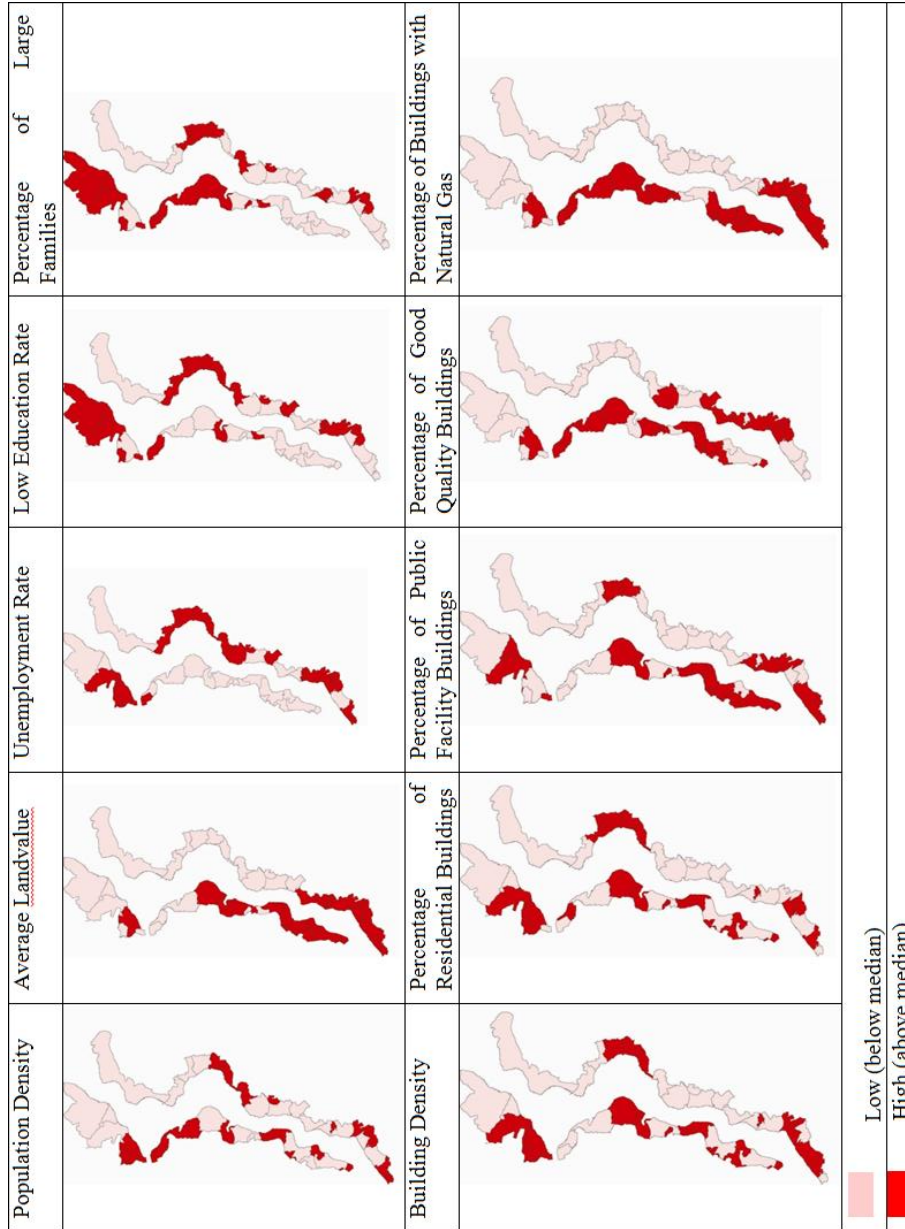 Population Density
Average Landvalue
Unemployment Rate
Low Education Rate
Percentage of Large
Families
Building Density
Percentage of
Residential Buildings
Percentage of Public
Facility Buildings
Percentage of Good
Quality Buildings
Percentage of Buildings with
Natural Gas
Low (below median)
High (above median)